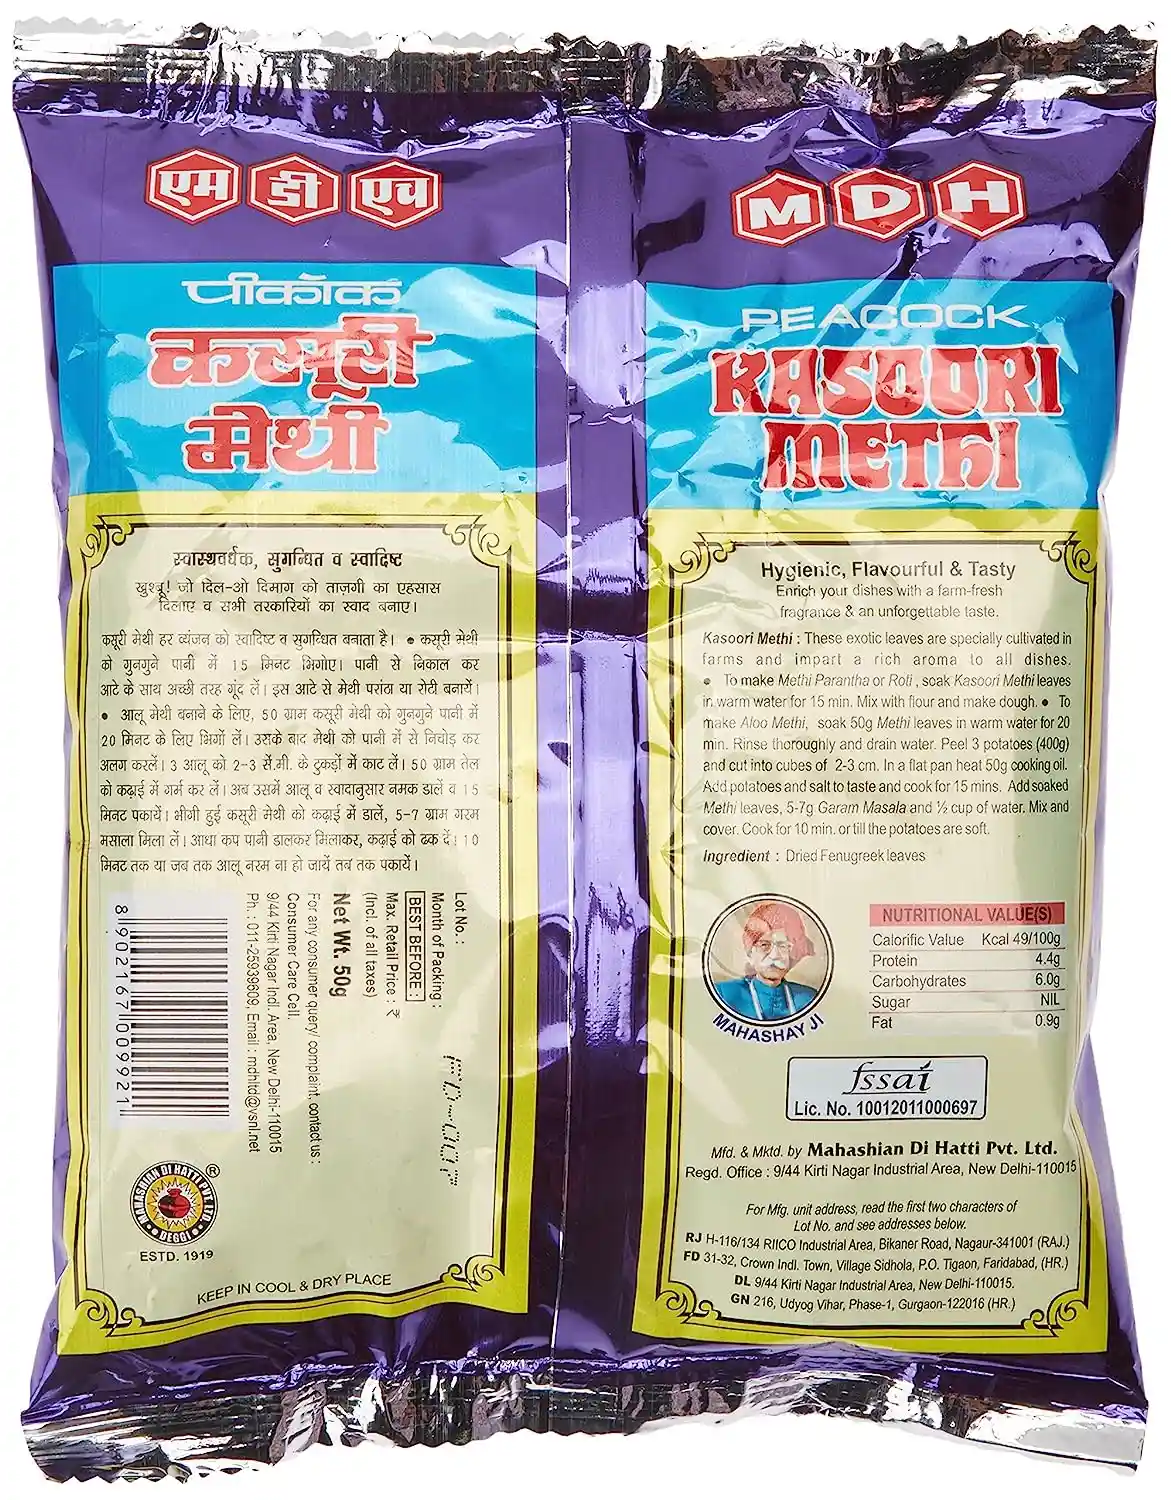 एम डी एच
पीकॉक
कसूरी
मेथी
स्वास्थवर्धक, सुगन्धित व स्वादिष्ट
खुश्बू! जो दिल-ओ दिमाग को ताज़गी का एहसास
दिलाए व सभी तरकारियों का स्वाद बनाए।
कसूरी मेथी हर व्यंजन को स्वादिष्ट व सुगन्धित बनाता है। ● कसूरी मेथी
को गुनगुने पानी में 15 मिनट भिगोए। पानी से निकाल कर
आटे के साथ अच्छी तरह गूंद लें। इस आटे से मेथी परांठा या रोटी बनायें।
● आलू मेथी बनाने के लिए, 50 ग्राम कसूरी मेथी को गुनगुने पानी में
20 मिनट के लिए भिगों लें। उसके बाद मेथी को पानी में से निचोड़ कर
अलग करलें। 3 आलू को 2-3 सें.मी. के टुकड़ों में काट लें। 50 ग्राम तेल
को कढ़ाई में गर्म कर लें। अब उसमें आलू व स्वादानुसार नमक डालें व 15
मिनट पकायें। भीगी हुई कसूरी मेथी को कढ़ाई में डालें, 5-7 ग्राम गरम
मसाला मिला लें। आधा कप पानी डालकर मिलाकर, कढ़ाई को ढक दें। 10
मिनट तक या जब तक आलू नरम ना हो जायें तब तक पकायें।
Lot No. :
Month of Packing :
BEST BEFORE :
Max. Retail Price : ₹
(Incl. of all taxes)
Net Wt. 50g
For any consumer query/ complaint, contact us :
Consumer Care Cell.
9/44 Kirti Nagar Indl. Area, New Delhi-110015
Ph. : 011-25939609, Email : mdhltd@vsnl.net
8 902167 009921
MAHASHIAN DI HATTI PVT. LTD.
®
DEGGI
ESTD. 1919
KEEP IN COOL & DRY PLACE
MDH
PEACOCK
KASOORI
METHI
Hygienic, Flavourful & Tasty
Enrich your dishes with a farm-fresh
fragrance & an unforgettable taste.
Kasoori Methi : These exotic leaves are specially cultivated in
farms and impart a rich aroma to all dishes.
● To make Methi Parantha or Roti , soak Kasoori Methi leaves
in warm water for 15 min. Mix with flour and make dough. ● To
make Aloo Methi, soak 50g Methi leaves in warm water for 20
min. Rinse thoroughly and drain water. Peel 3 potatoes (400g)
and cut into cubes of 2-3 cm. In a flat pan heat 50g cooking oil.
Add potatoes and salt to taste and cook for 15 mins. Add soaked
Methi leaves, 5-7g Garam Masala and ½ cup of water. Mix and
cover. Cook for 10 min. or till the potatoes are soft.
Ingredient : Dried Fenugreek leaves
MAHASHAY JI
NUTRITIONAL VALUE(S)
Calorific Value Kcal 49/100g
Protein 4.4g
Carbohydrates 6.0g
Sugar NIL
Fat 0.9g
fssai
Lic. No. 10012011000697
Mfd. & Mktd. by Mahashian Di Hatti Pvt. Ltd.
Regd. Office : 9/44 Kirti Nagar Industrial Area, New Delhi-110015
For Mfg. unit address, read the first two characters of
Lot No. and see addresses below.
RJ H-116/134 RIICO Industrial Area, Bikaner Road, Nagaur-341001 (RAJ.)
FD 31-32, Crown Indl. Town, Village Sidhola, P.O. Tigaon, Faridabad, (HR.)
DL 9/44 Kirti Nagar Industrial Area, New Delhi-110015.
GN 216, Udyog Vihar, Phase-1, Gurgaon-122016 (HR.)